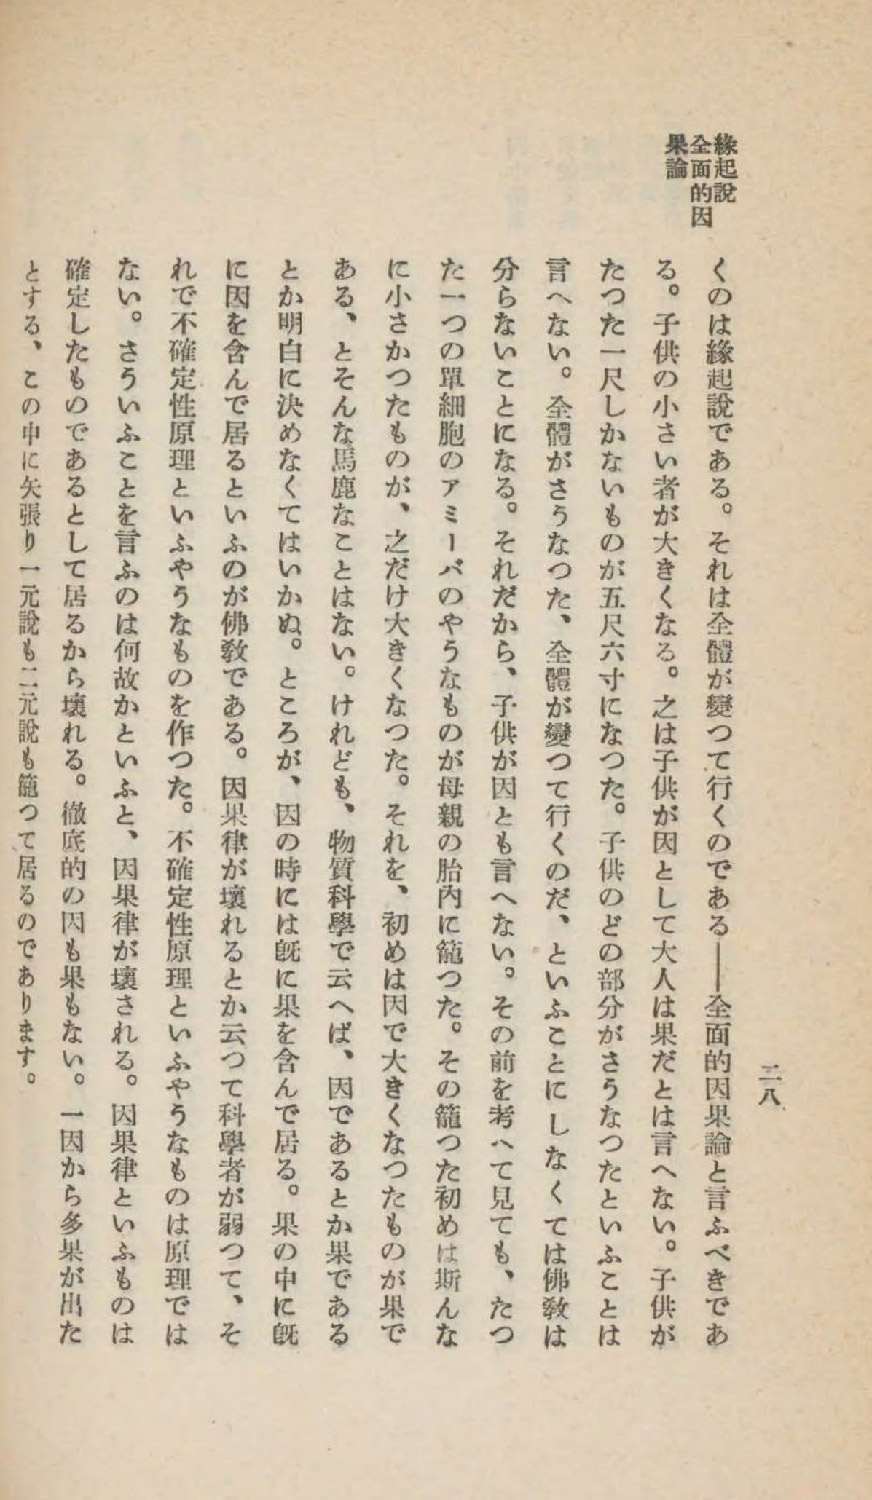 二八
緣起說
全面的因
果論
くのは緣起說である。それは全體が變つて行くのである——全面的因果論と言ふべきであ
る。子供の小さい者が大きくなる。之は子供が因として大人は果だとは言へない。子供が
たつた一尺しかないものが五尺六寸になつた。子供のどの部分がさうなつたといふことは
言へない。全體がさうなつた、全體が變つて行くのだ、といふことにしなくては佛敎は
分らないことになる。それだから、子供が因とも言へない。その前を考へて見ても、たつ
た一つの單細胞のアミーバのやうなものが母親の胎內に籠つた。その籠つた初めは斯んな
に小さかつたものが、之だけ大きくなつた。それを、初めは因で大きくなつたものが果で
ある、とそんな馬鹿なことはない。けれども、物質科學で云へば、因であるとか果である
とか明白に決めなくてはいかぬ。ところが、因の時には旣に果を含んで居る。果の中に旣
に因を含んで居るといふのが佛敎である。因果律が壞れるとか云つて科學者が弱つて、そ
れで不確定性原理といふやうなものを作つた。不確定性原理といふやうなものは原理では
ない。さういふことを言ふのは何故かといふと、因果律が壞される。因果律といふものは
確定したものであるとして居るから壞れる。徹底的の因も果もない。一因から多果が出た
とする、この中に矢張り一元說も二元說も籠つて居るのであります。